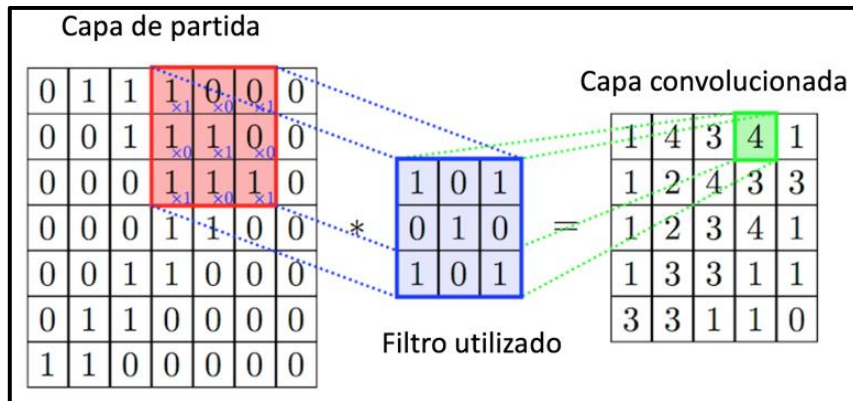 Capa de partida
0 1 1 1×1 0×0 0×1 0
0 0 1 1×0 1×1 0×0 0
0 0 0 1×1 1×0 1×1 0
0 0 0 1 1 0 0
0 0 1 1 0 0 0
0 1 1 0 0 0 0
1 1 0 0 0 0 0
*
1 0 1
0 1 0
1 0 1
Filtro utilizado
=
Capa convolucionada
1 4 3 4 1
1 2 4 3 3
1 2 3 4 1
1 3 3 1 1
3 3 1 1 0